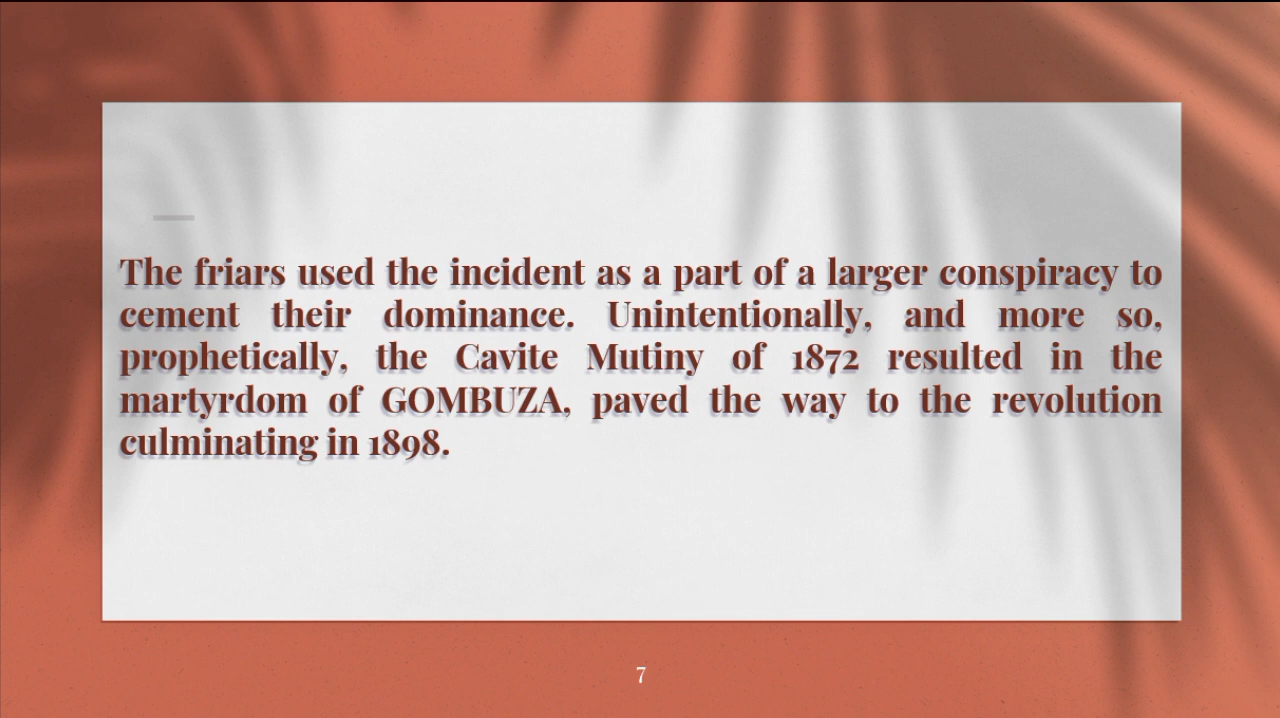 The friars used the incident as a part of a larger conspiracy to
cement their dominance. Unintentionally, and more so,
prophetically, the Cavite Mutiny of 1872 resulted in the
martyrdom of GOMBUZA, paved the way to the revolution
culminating in 1898.
7